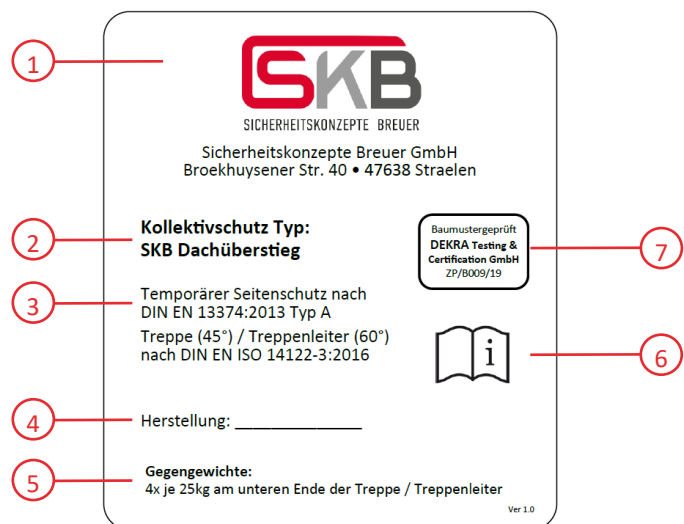 1
SKB
SICHERHEITSKONZEPTE BREUER
Sicherheitskonzepte Breuer GmbH
Broekhuysener Str. 40 • 47638 Straelen
2
Kollektivschutz Typ:
SKB Dachüberstieg
Baumustergeprüft
DEKRA Testing &
Certification GmbH
ZP/B009/19
7
3
Temporärer Seitenschutz nach
DIN EN 13374:2013 Typ A
Treppe (45°) / Treppenleiter (60°)
nach DIN EN ISO 14122-3:2016
i
6
4
Herstellung: ______________
5
Gegengewichte:
4x je 25kg am unteren Ende der Treppe / Treppenleiter
Ver 1.0